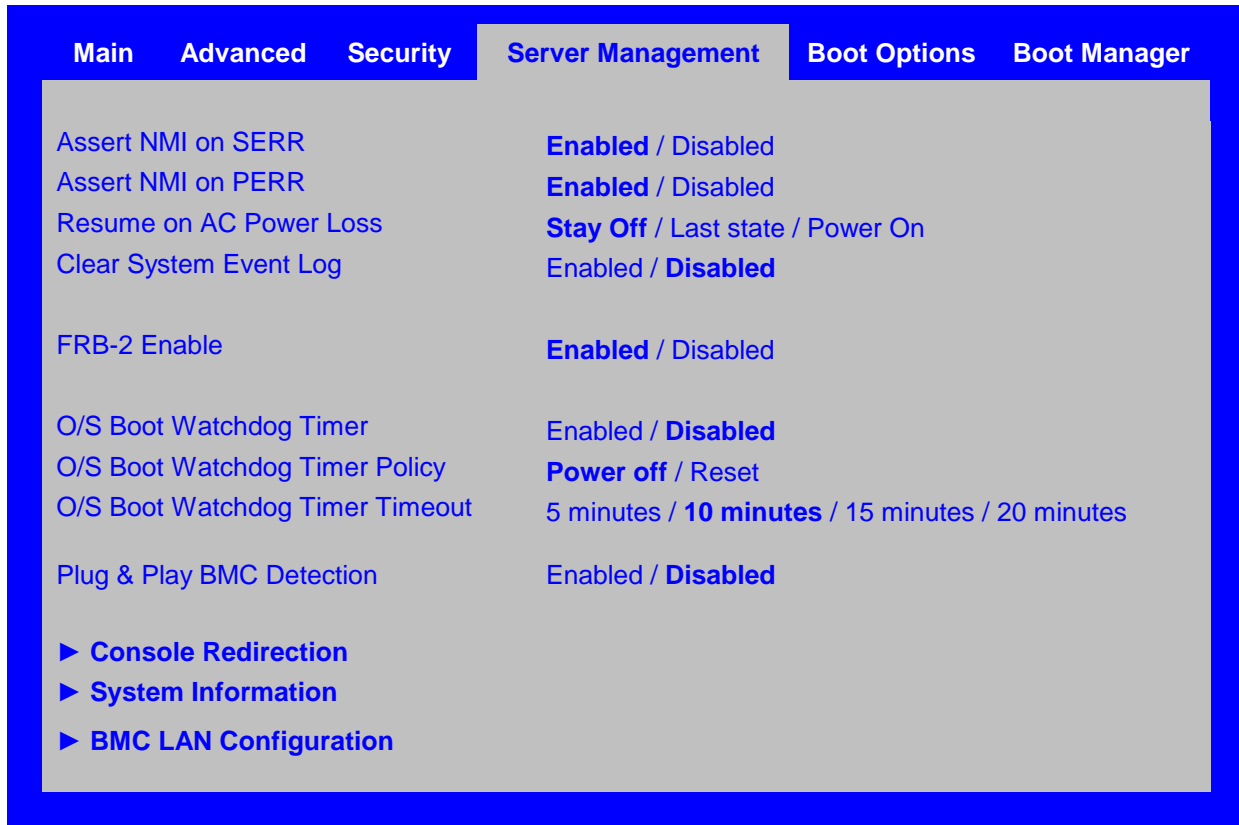 Main Advanced Security Server Management Boot Options Boot Manager
Assert NMI on SERR Enabled / Disabled
Assert NMI on PERR Enabled / Disabled
Resume on AC Power Loss Stay Off / Last state / Power On
Clear System Event Log Enabled / Disabled
FRB-2 Enable Enabled / Disabled
O/S Boot Watchdog Timer Enabled / Disabled
O/S Boot Watchdog Timer Policy Power off / Reset
O/S Boot Watchdog Timer Timeout 5 minutes / 10 minutes / 15 minutes / 20 minutes
Plug & Play BMC Detection Enabled / Disabled
► Console Redirection
► System Information
► BMC LAN Configuration